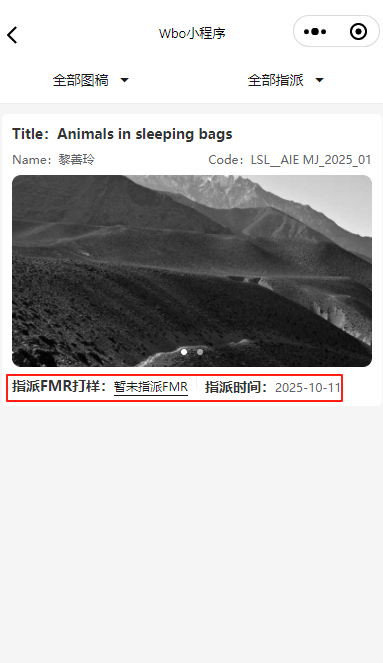 Wbo小程序
全部图稿 全部指派
Title：Animals in sleeping bags
Name：黎善玲 Code：LSL__AIE MJ_2025_01
指派FMR打样：暂未指派FMR 指派时间：2025-10-11